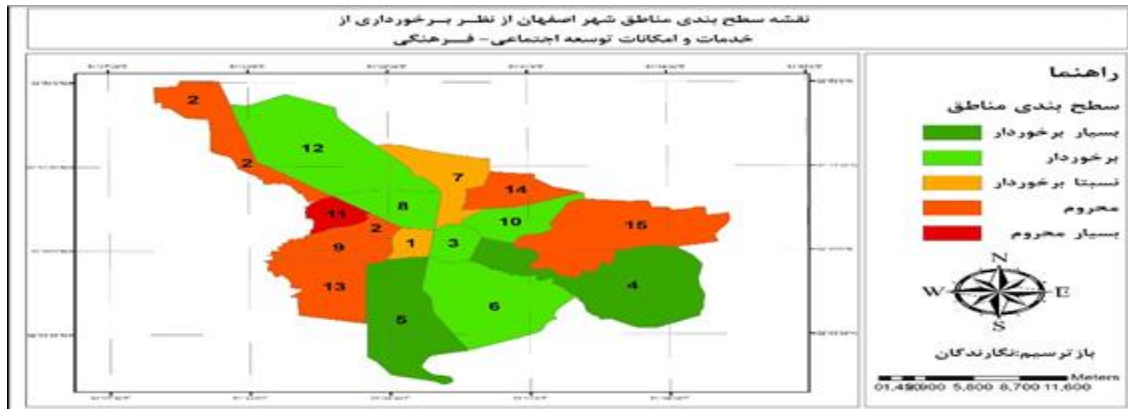 نقشه سطح بندی مناطق شهر اصفهان از نظر برخورداری از
خدمات و امکانات توسعه اجتماعی- فرهنگی
راهنما
سطح بندی مناطق
بسیار برخوردار
برخوردار
نسبتا برخوردار
محروم
بسیار محروم
N
W E
S
باز ترسیم:نگارندگان
Meters
5,800 8,700 11,600
2
12
2
7
14
11
8
10
15
2
9
1
3
13
4
5
6